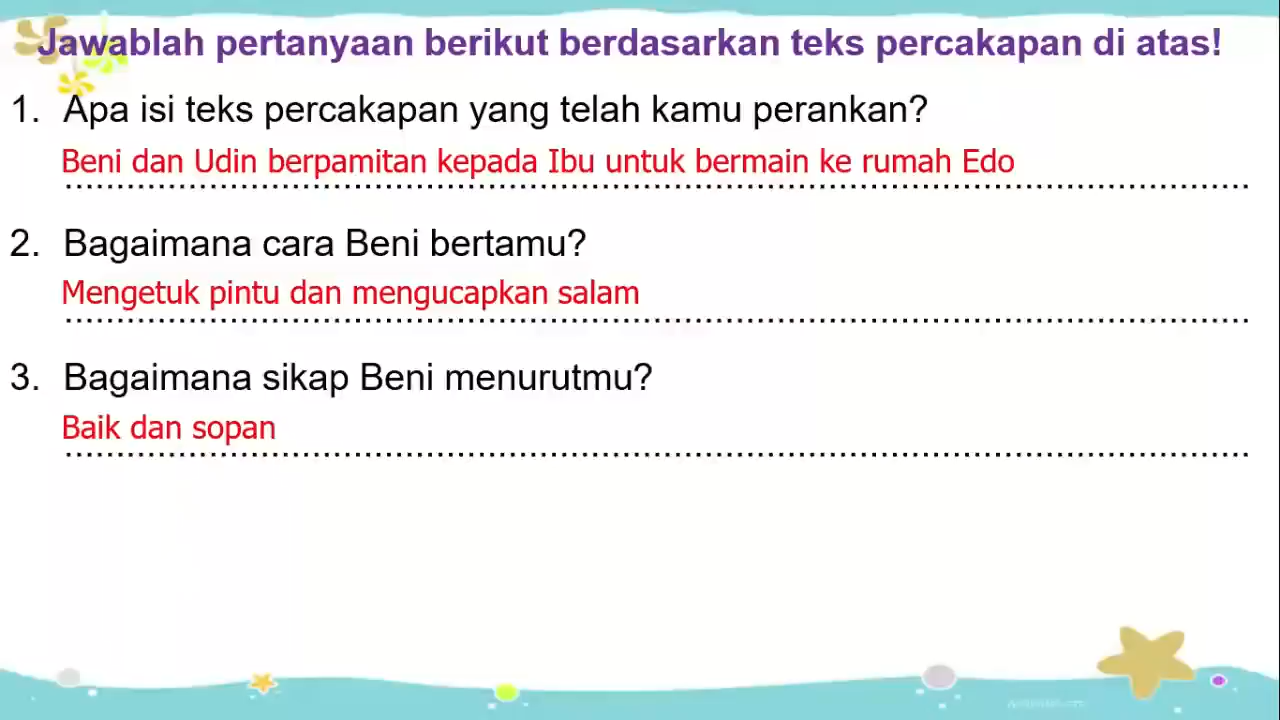 Jawablah pertanyaan berikut berdasarkan teks percakapan di atas!
1. Apa isi teks percakapan yang telah kamu perankan?
Beni dan Udin berpamitan kepada Ibu untuk bermain ke rumah Edo
2. Bagaimana cara Beni bertamu?
Mengetuk pintu dan mengucapkan salam
3. Bagaimana sikap Beni menurutmu?
Baik dan sopan